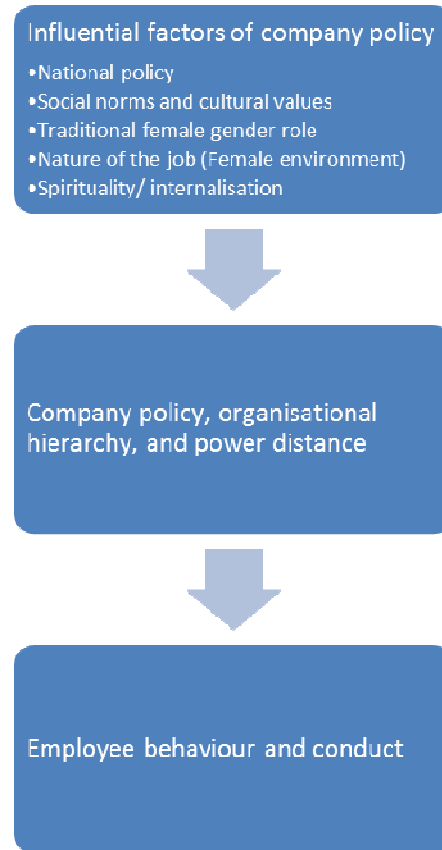 Influential factors of company policy
•National policy
•Social norms and cultural values
•Traditional female gender role
•Nature of the job (Female environment)
•Spirituality/ internalisation
Company policy, organisational
hierarchy, and power distance
Employee behaviour and conduct